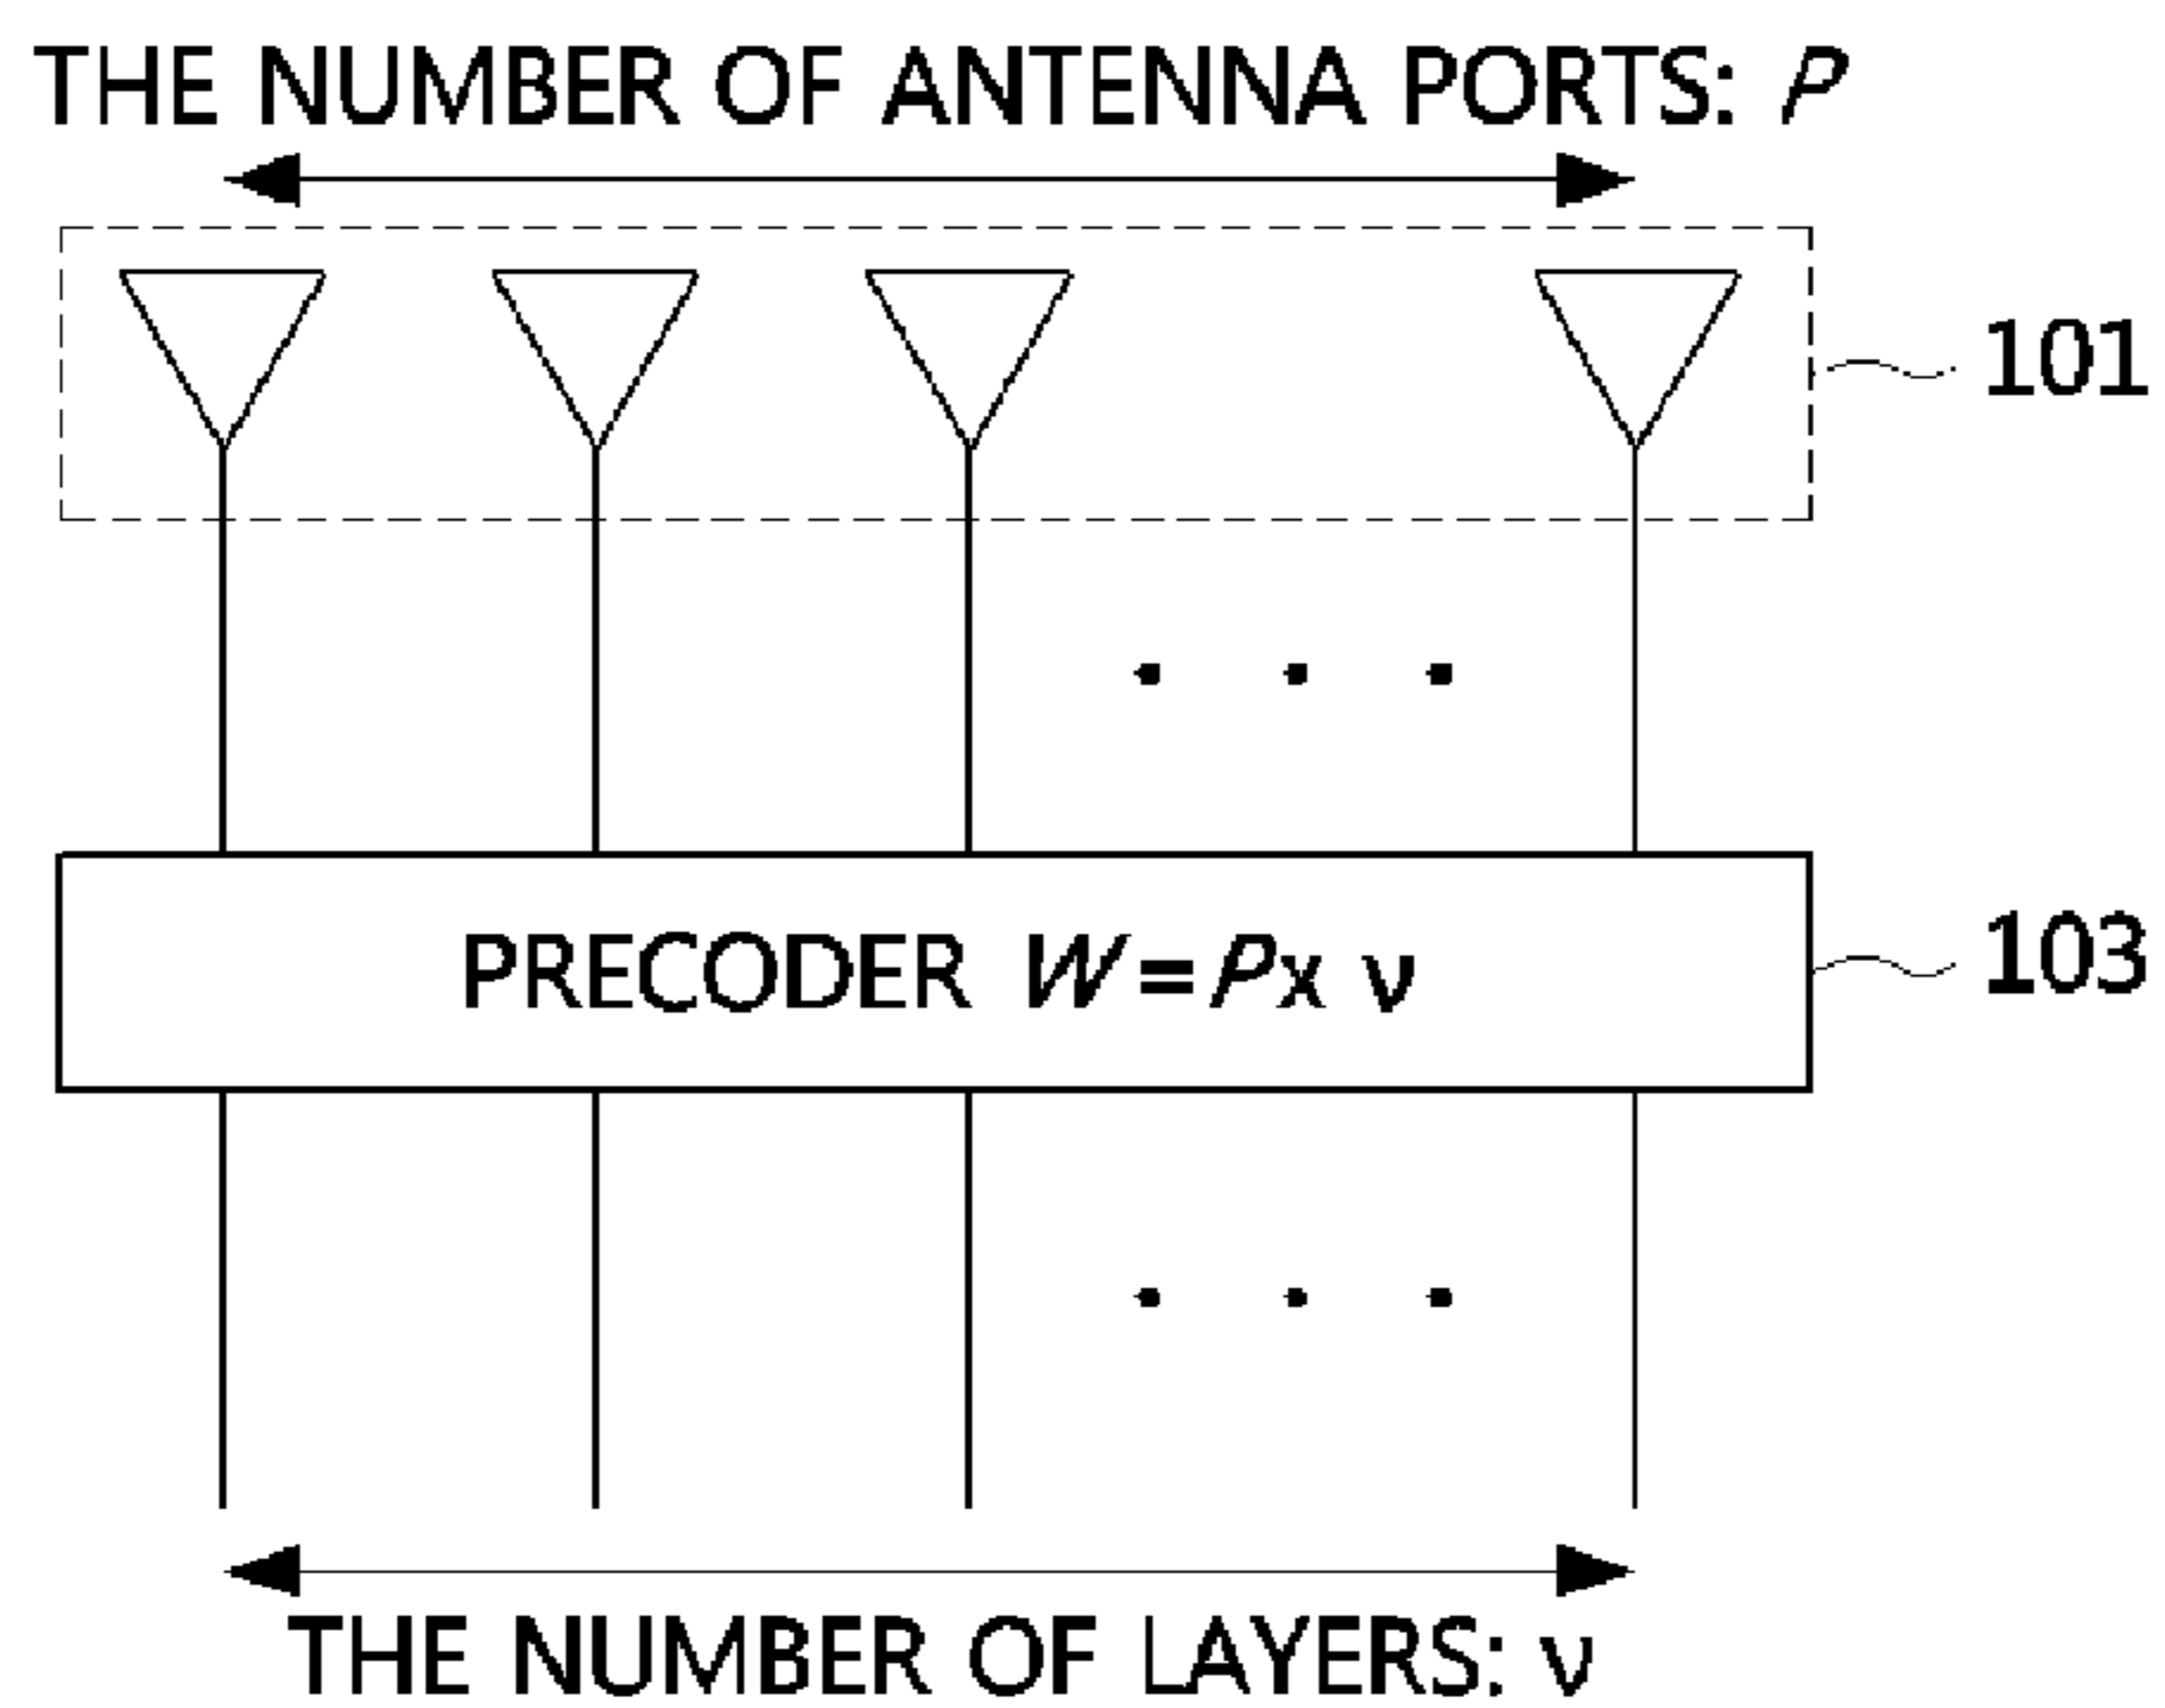 THE NUMBER OF ANTENNA PORTS: P
101
PRECODER W=Px ν
103
THE NUMBER OF LAYERS: ν